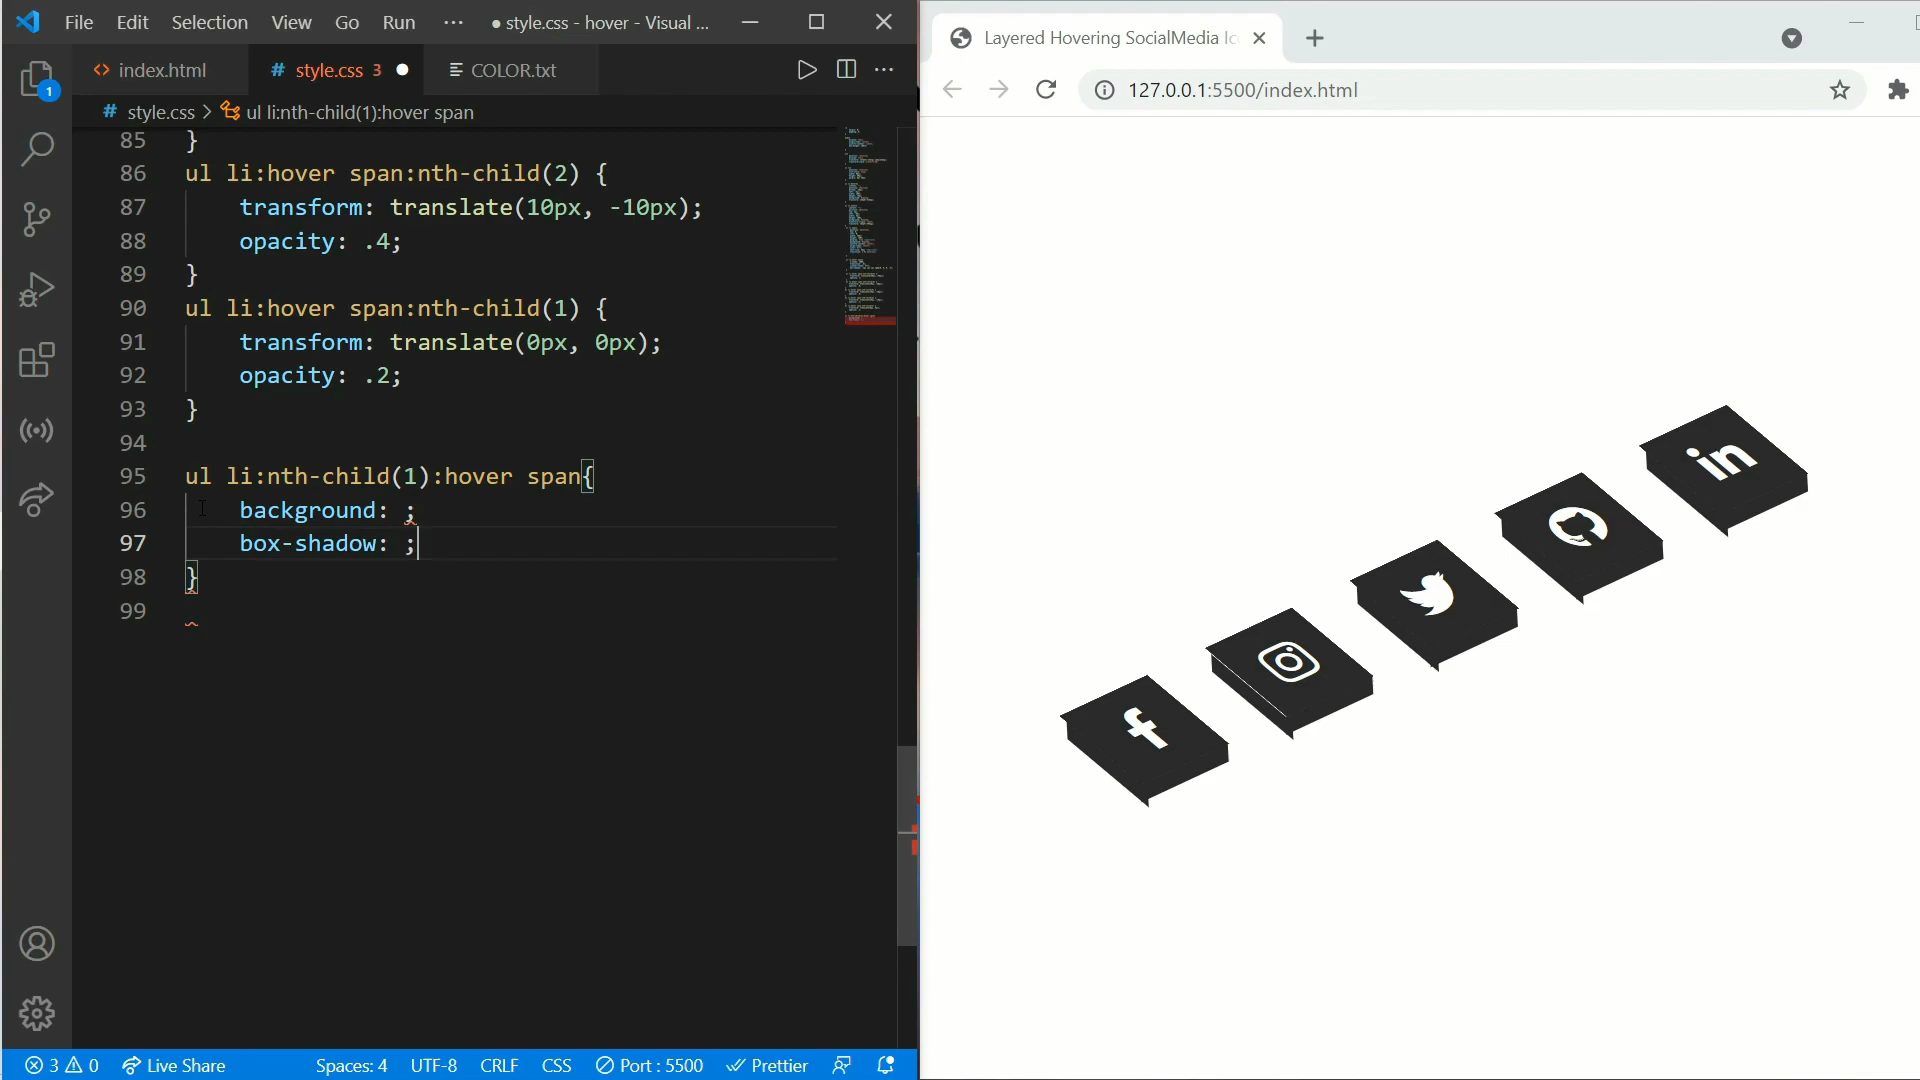 File Edit Selection View Go Run ··· ● style.css - hover - Visual ...
index.html
# style.css 3 ●
COLOR.txt
# style.css > ul li:nth-child(1):hover span
85 }
86 ul li:hover span:nth-child(2) {
87 transform: translate(10px, -10px);
88 opacity: .4;
89 }
90 ul li:hover span:nth-child(1) {
91 transform: translate(0px, 0px);
92 opacity: .2;
93 }
94
95 ul li:nth-child(1):hover span{
96 background: ;
97 box-shadow: ;
98 }
99
1
3 0 Live Share Spaces: 4 UTF-8 CRLF CSS Port : 5500 Prettier
Layered Hovering SocialMedia Ic
127.0.0.1:5500/index.html
in
f